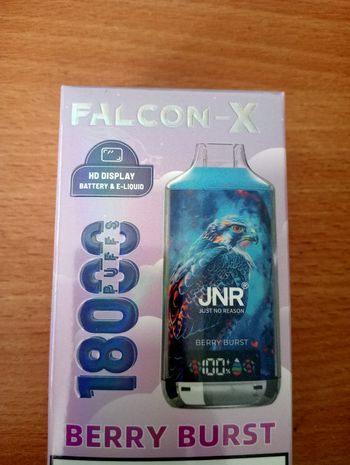 FALCON-X
HD DISPLAY
BATTERY & E-LIQUID
18000
PUFFS
JNR®
JUST NO REASON
BERRY BURST
100%
BERRY BURST